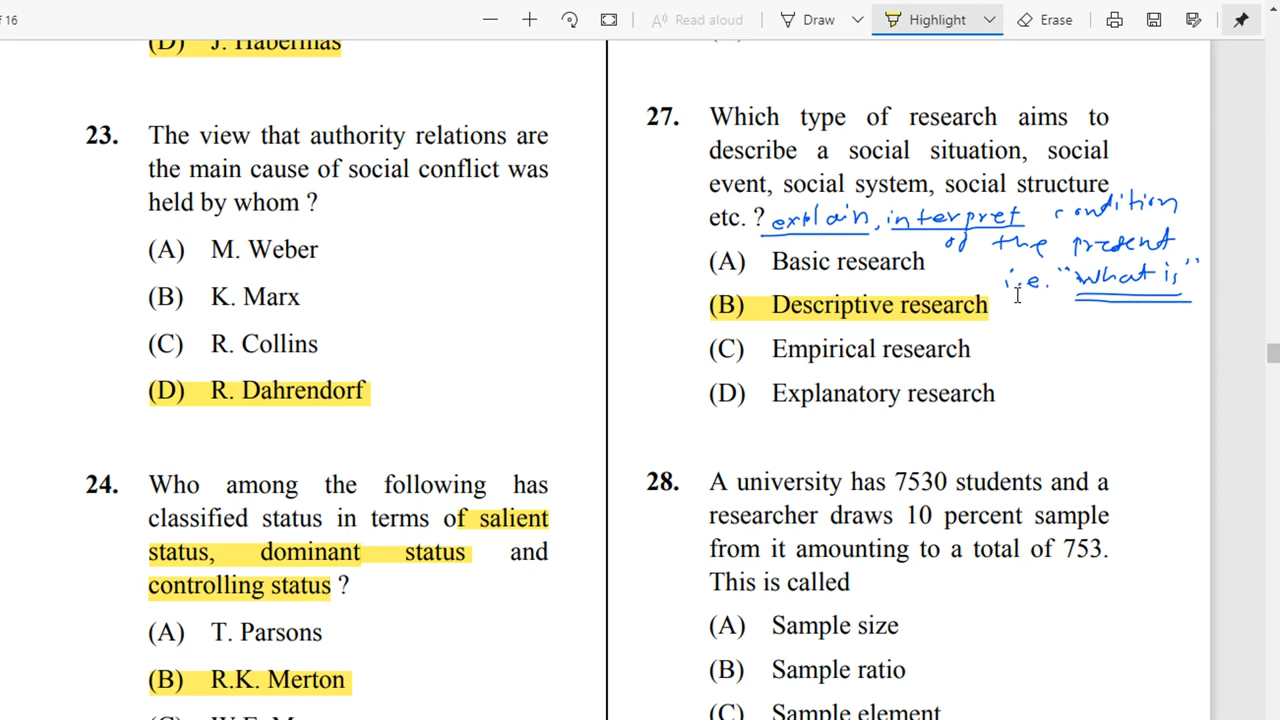 of 16
Read aloud
Draw
Highlight
Erase
(D) J. Habermas
23. The view that authority relations are
the main cause of social conflict was
held by whom ?
(A) M. Weber
(B) K. Marx
(C) R. Collins
(D) R. Dahrendorf
24. Who among the following has
classified status in terms of salient
status, dominant status and
controlling status ?
(A) T. Parsons
(B) R.K. Merton
27. Which type of research aims to
describe a social situation, social
event, social system, social structure
etc. ? explain, interpret condition
of the present
i.e. "what is"
(A) Basic research
(B) Descriptive research
(C) Empirical research
(D) Explanatory research
28. A university has 7530 students and a
researcher draws 10 percent sample
from it amounting to a total of 753.
This is called
(A) Sample size
(B) Sample ratio
(C) Sample element